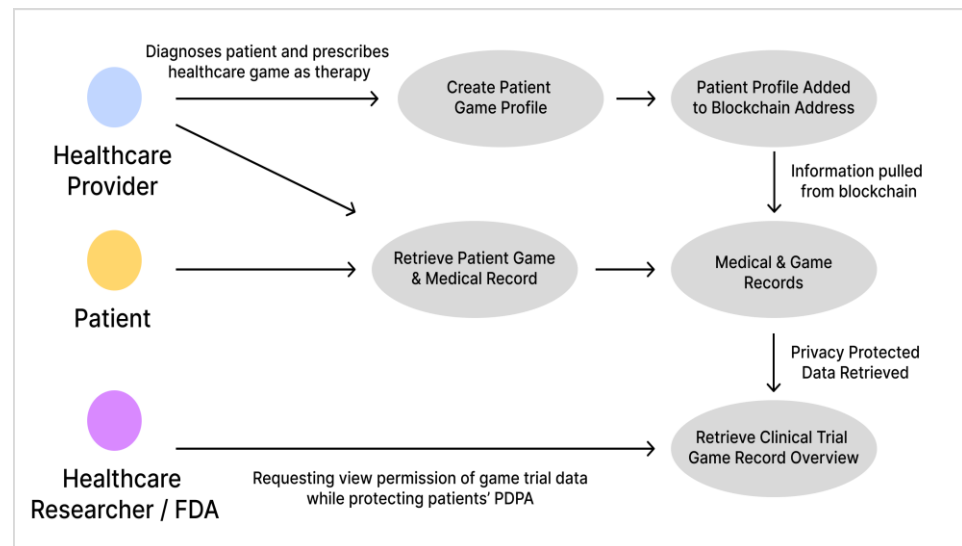 Diagnoses patient and prescribes
healthcare game as therapy
Create Patient
Game Profile
Patient Profile Added
to Blockchain Address
Healthcare
Provider
Information pulled
from blockchain
Retrieve Patient Game
& Medical Record
Medical & Game
Records
Patient
Privacy Protected
Data Retrieved
Retrieve Clinical Trial
Game Record Overview
Healthcare
Researcher / FDA
Requesting view permission of game trial data
while protecting patients’ PDPA